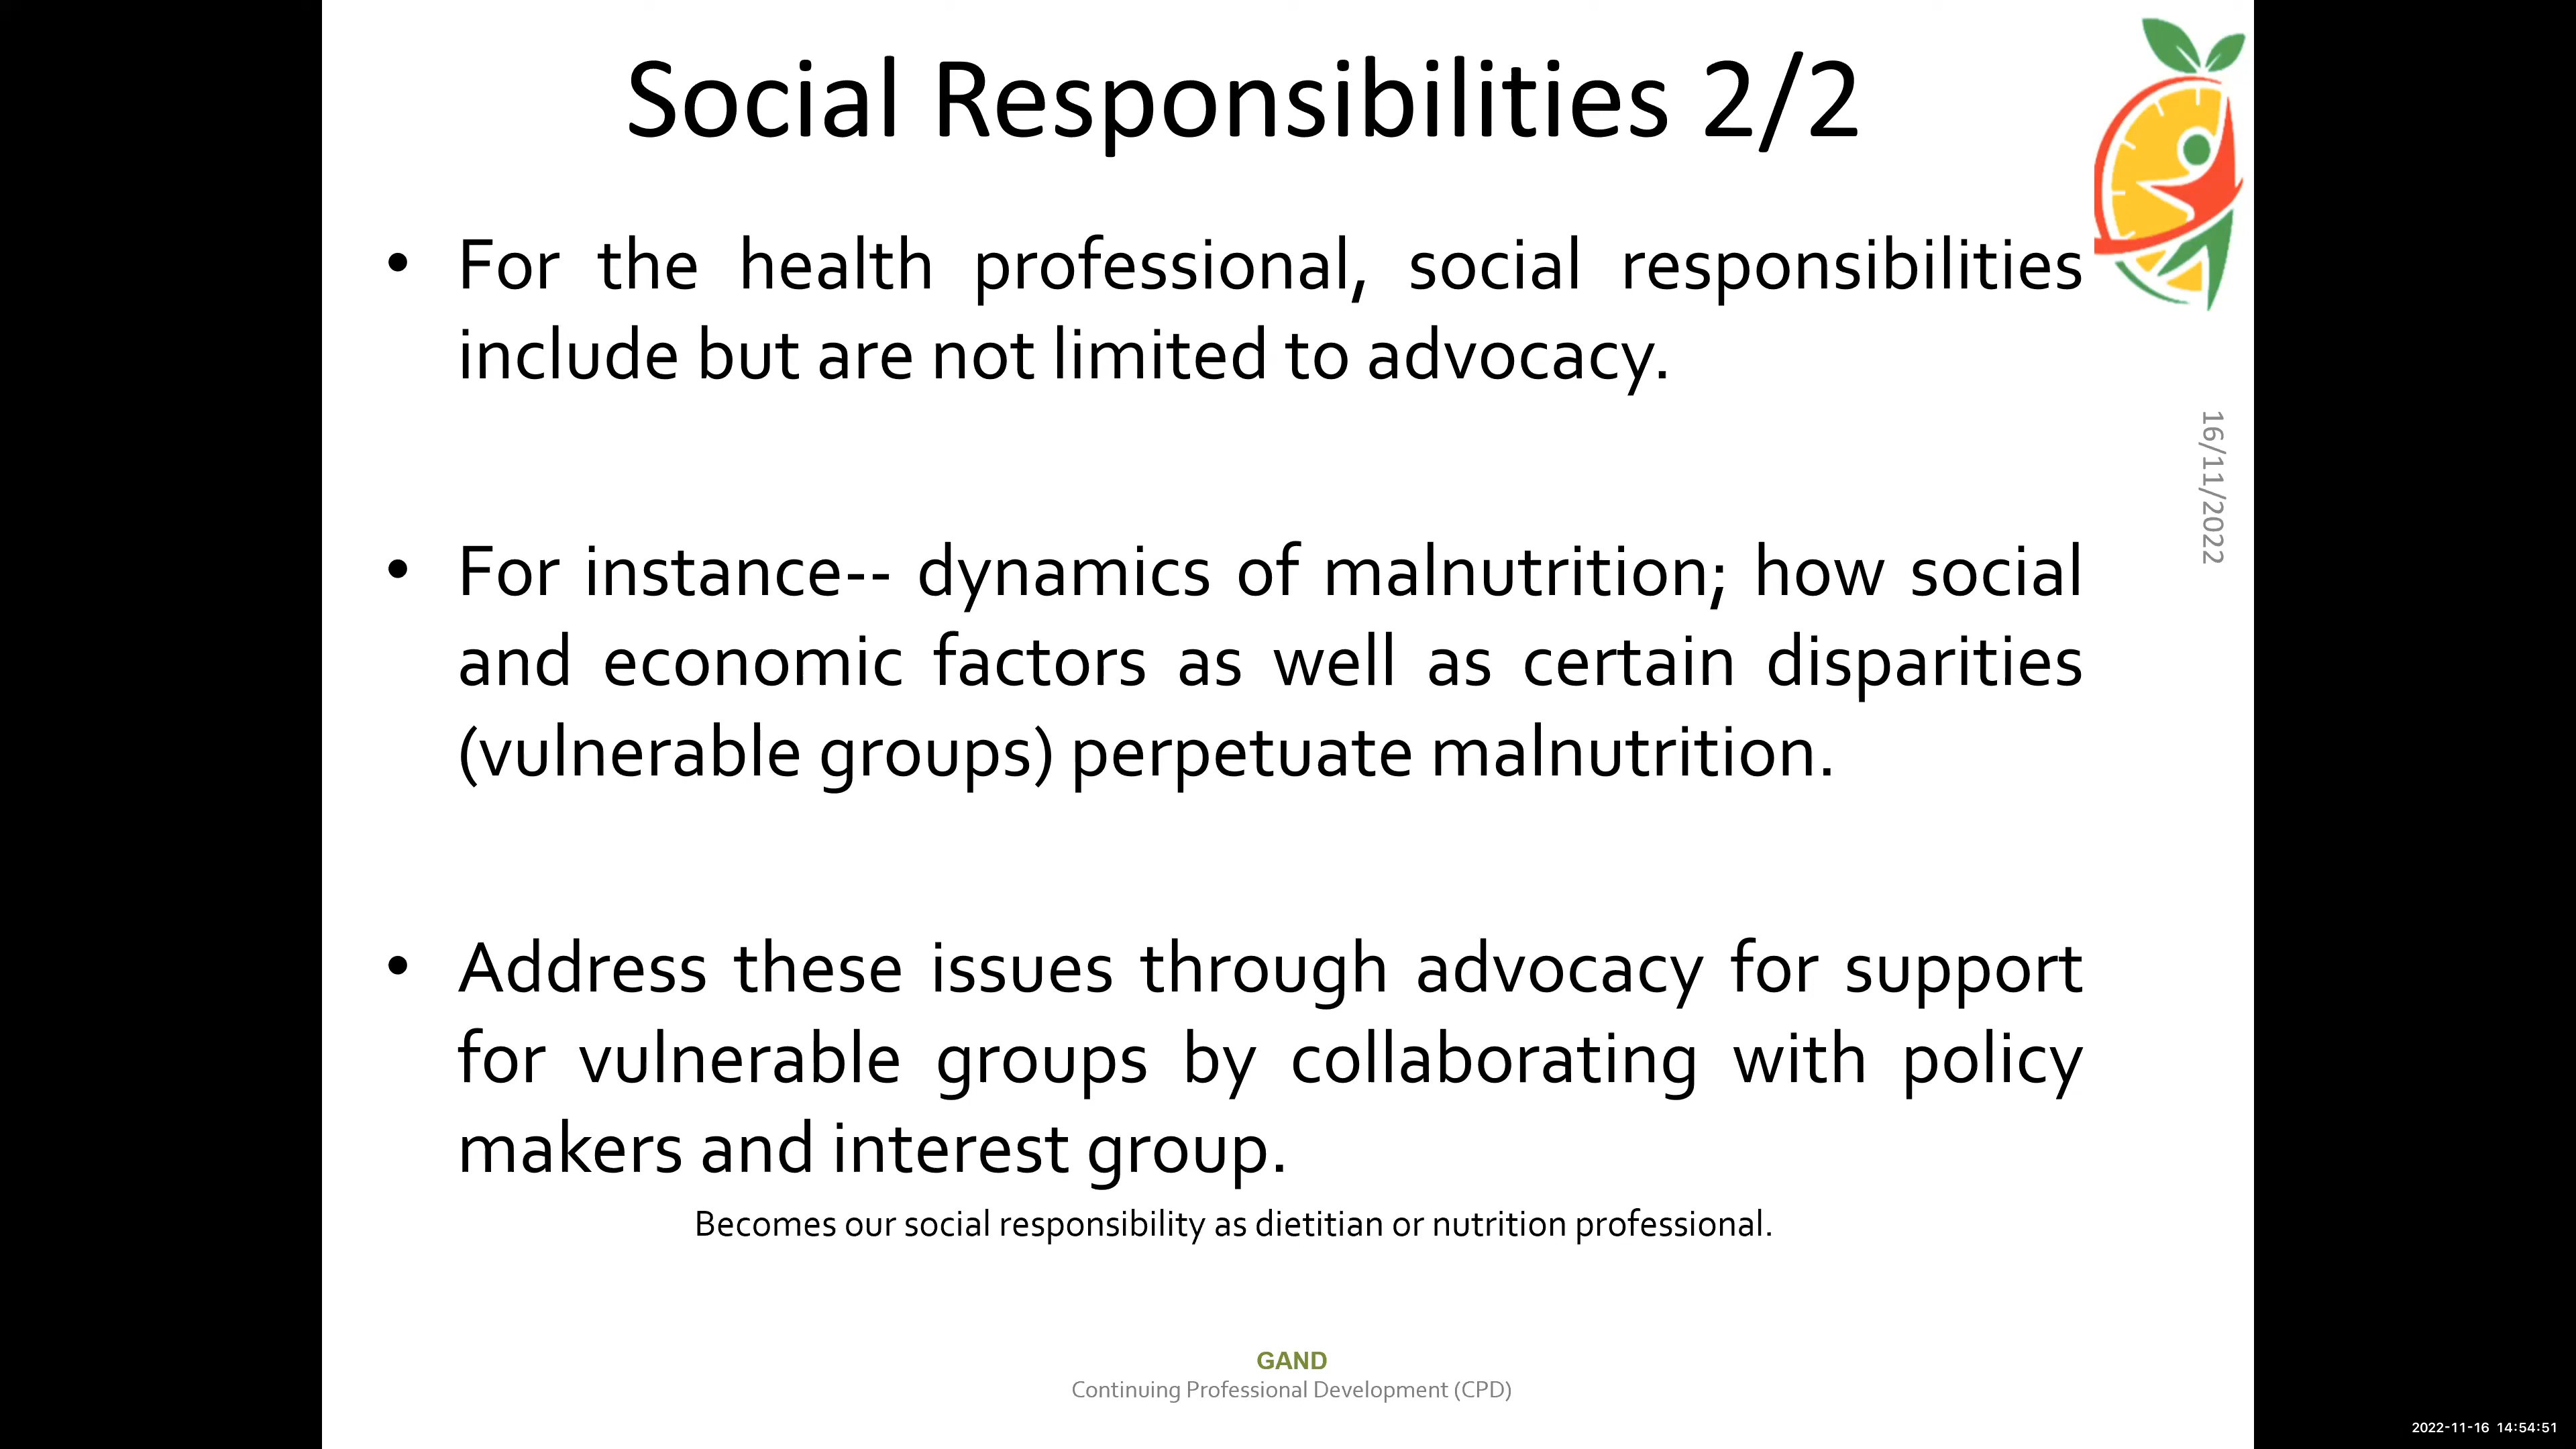 Social Responsibilities 2/2
• For the health professional, social responsibilities
include but are not limited to advocacy.
16/11/2022
• For instance-- dynamics of malnutrition; how social
and economic factors as well as certain disparities
(vulnerable groups) perpetuate malnutrition.
• Address these issues through advocacy for support
for vulnerable groups by collaborating with policy
makers and interest group.
Becomes our social responsibility as dietitian or nutrition professional.
GAND
Continuing Professional Development (CPD)
2022-11-16 14:54:51